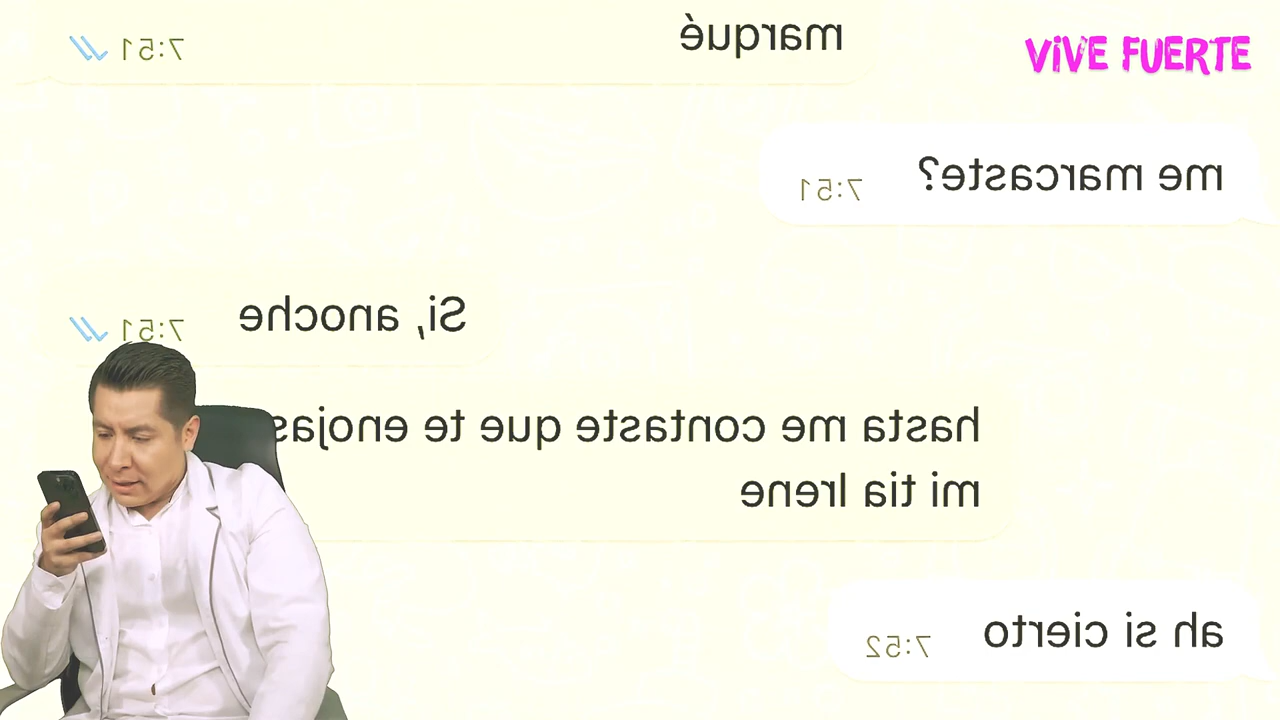 marqué
7:51
VIVE FUERTE
me marcaste?
7:51
Si, anoche
7:51
hasta me contaste que te enojas
mi tia Irene
ah si cierto
7:52